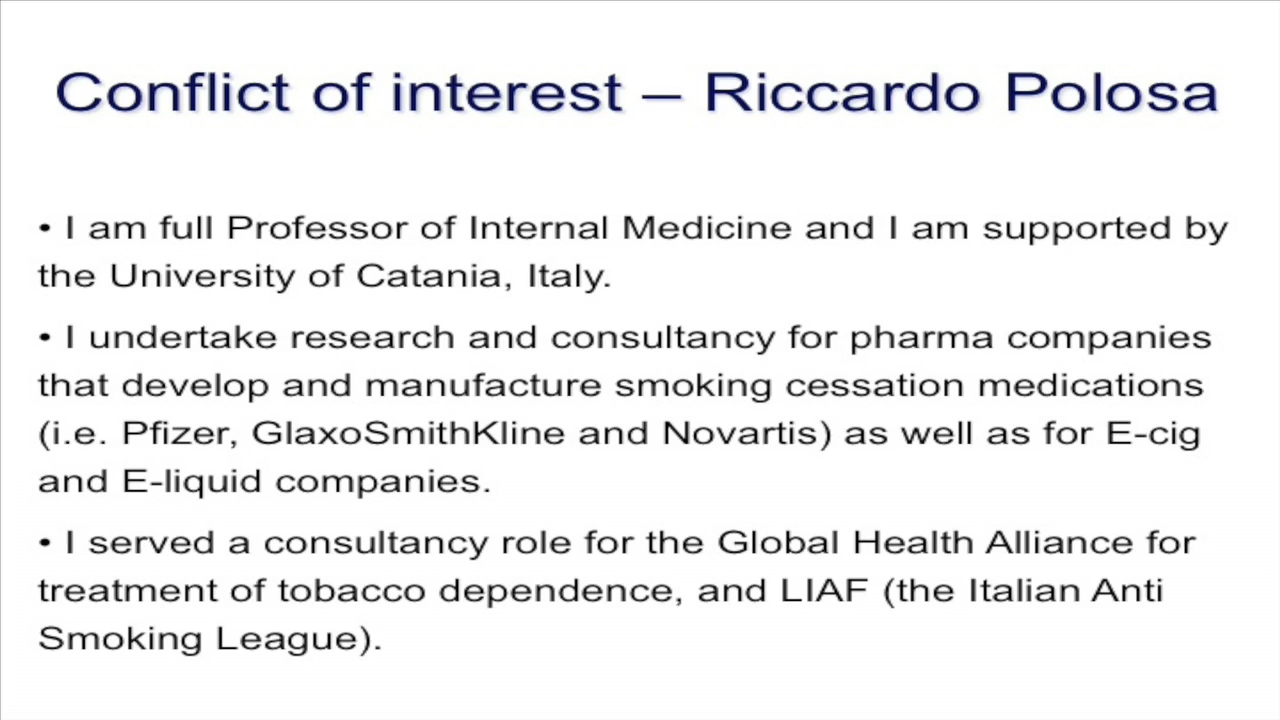 Conflict of interest – Riccardo Polosa
• I am full Professor of Internal Medicine and I am supported by
the University of Catania, Italy.
• I undertake research and consultancy for pharma companies
that develop and manufacture smoking cessation medications
(i.e. Pfizer, GlaxoSmithKline and Novartis) as well as for E-cig
and E-liquid companies.
• I served a consultancy role for the Global Health Alliance for
treatment of tobacco dependence, and LIAF (the Italian Anti
Smoking League).